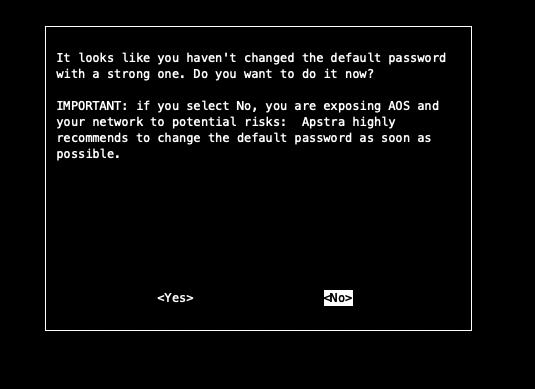 It looks like you haven't changed the default password
with a strong one. Do you want to do it now?
IMPORTANT: if you select No, you are exposing AOS and
your network to potential risks:  Apstra highly
recommends to change the default password as soon as
possible.
<Yes> <No>